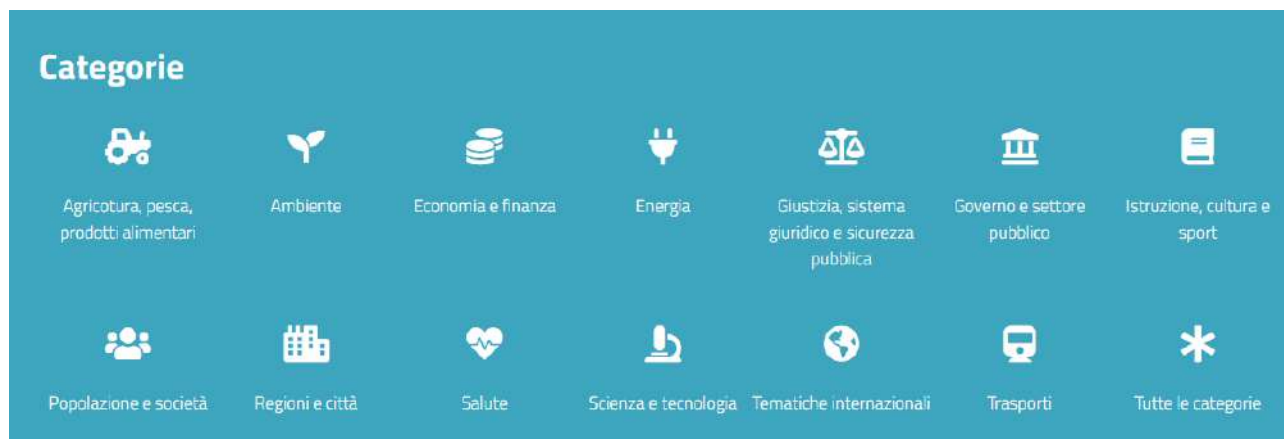 Categorie
Agricotura, pesca,
prodotti alimentari
Ambiente
Economia e finanza
Energia
Giustizia, sistema
giuridico e sicurezza
pubblica
Governo e settore
pubblico
Istruzione, cultura e
sport
Popolazione e società
Regioni e città
Salute
Scienza e tecnologia
Tematiche internazionali
Trasporti
Tutte le categorie